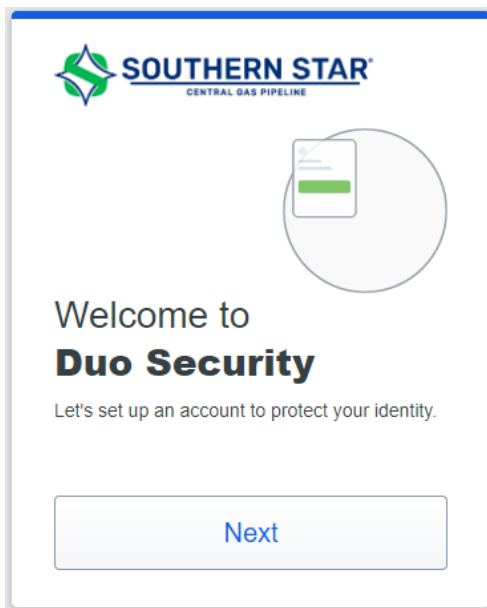 SOUTHERN STAR®
CENTRAL GAS PIPELINE
Welcome to
Duo Security
Let's set up an account to protect your identity.
Next